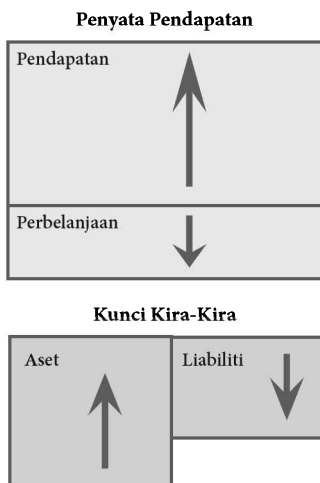 Penyata Pendapatan
Pendapatan
Perbelanjaan
Kunci Kira-Kira
Aset
Liabiliti